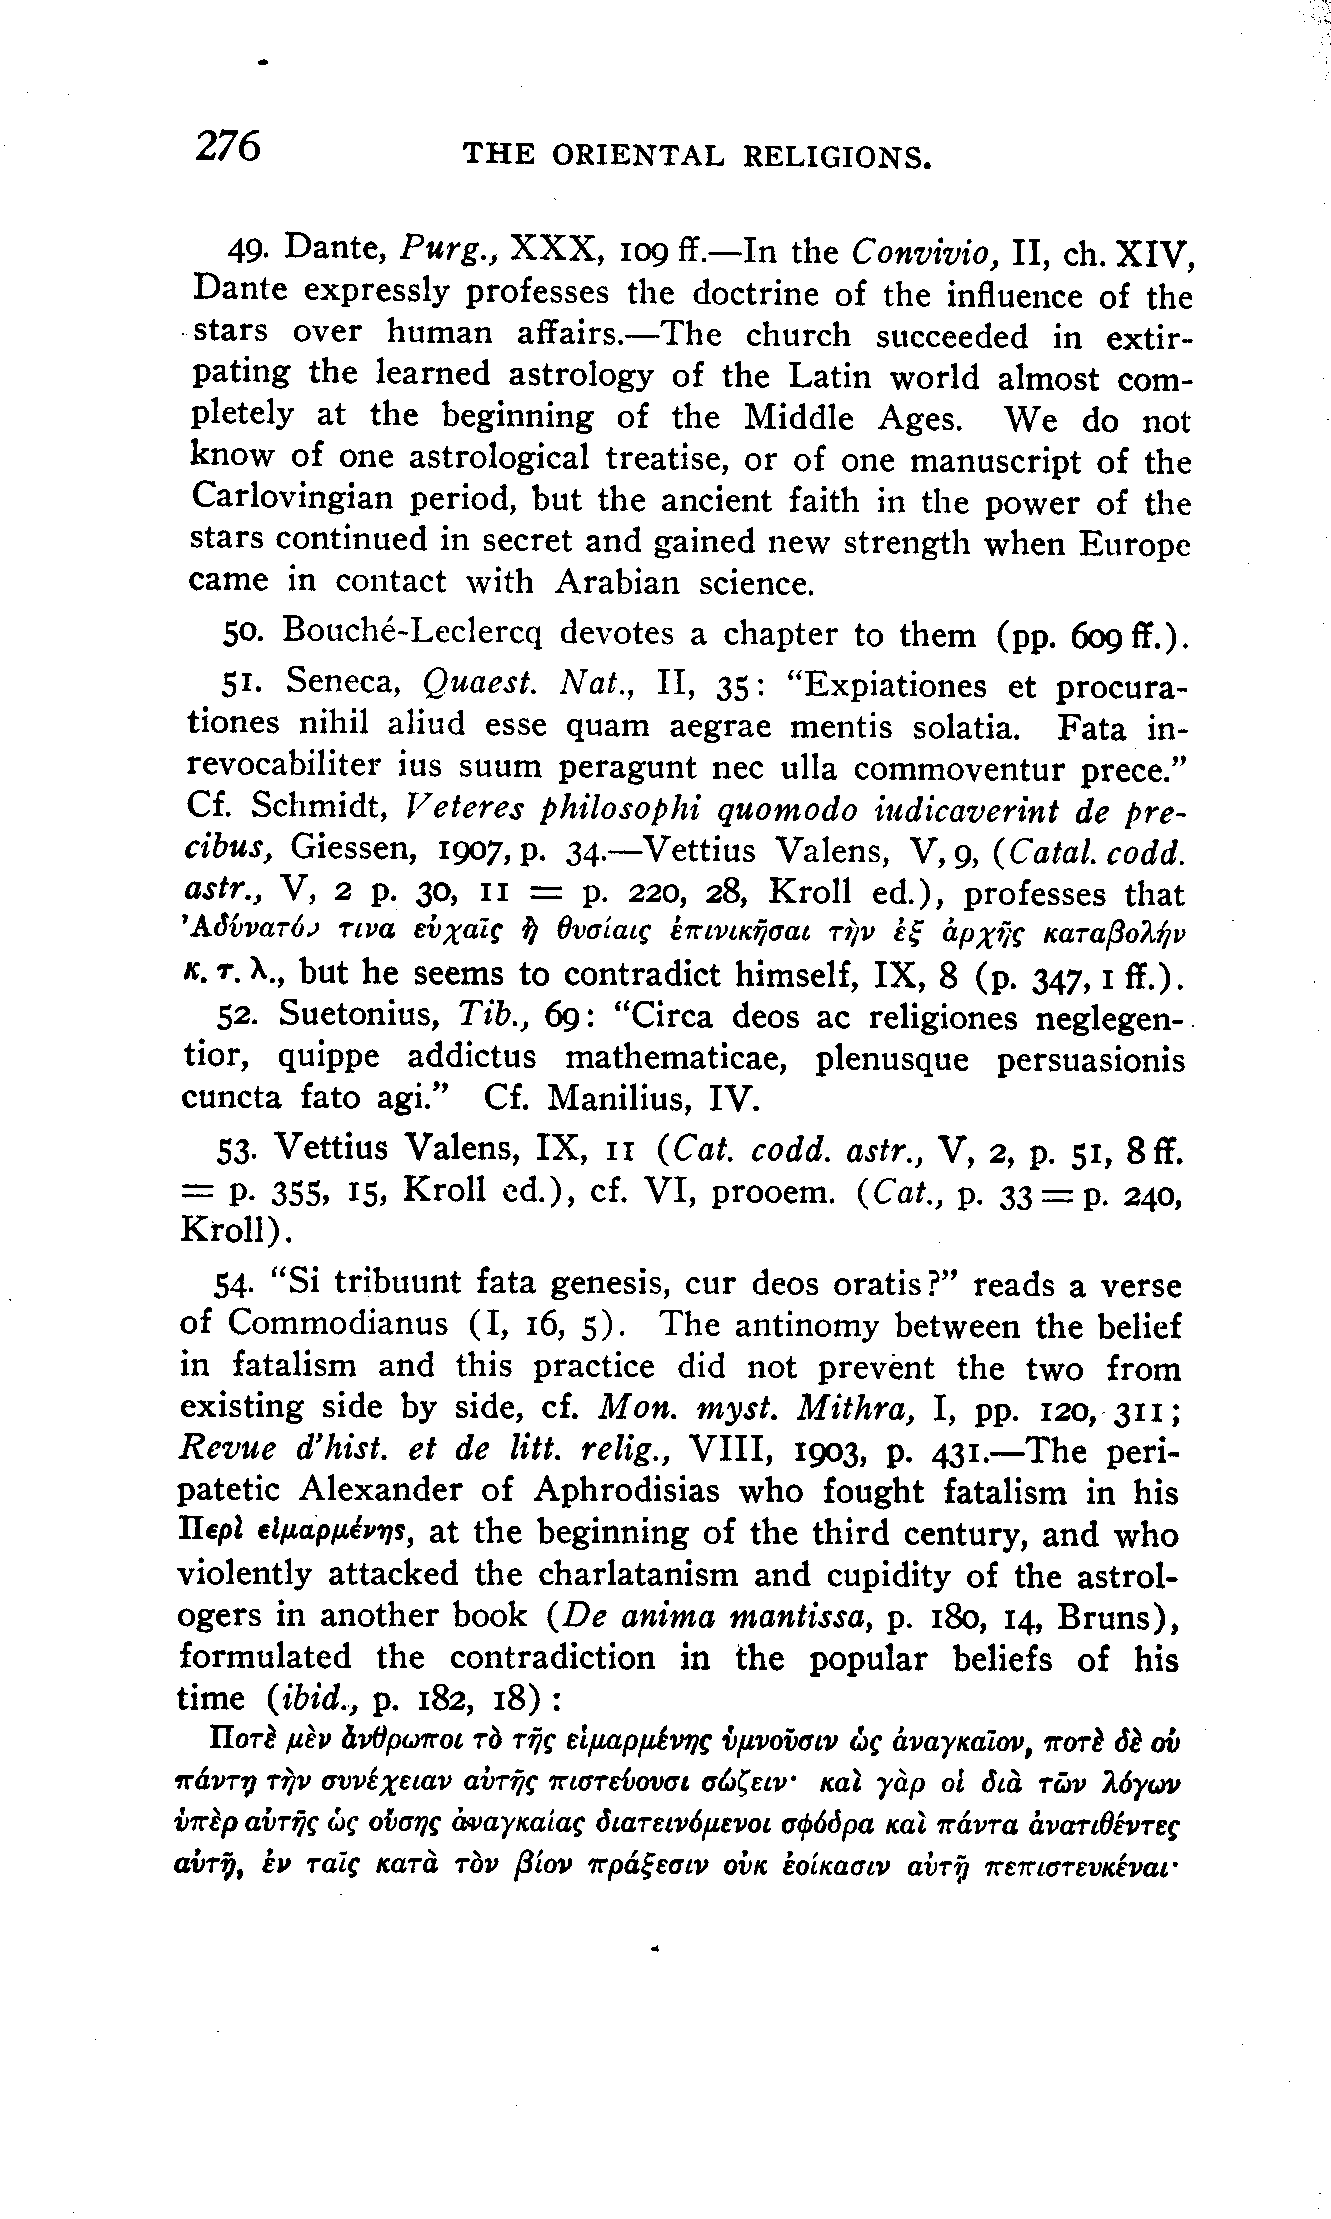 276 THE ORIENTAL RELIGIONS.
49. Dante, Purg., XXX, 109 ff.—In the Convivio, II, ch. XIV,
Dante expressly professes the doctrine of the influence of the
stars over human affairs.—The church succeeded in extir-
pating the learned astrology of the Latin world almost com-
pletely at the beginning of the Middle Ages. We do not
know of one astrological treatise, or of one manuscript of the
Carlovingian period, but the ancient faith in the power of the
stars continued in secret and gained new strength when Europe
came in contact with Arabian science.
50. Bouché-Leclercq devotes a chapter to them (pp. 609 ff.).
51. Seneca, Quaest. Nat., II, 35: “Expiationes et procura-
tiones nihil aliud esse quam aegrae mentis solatia. Fata in-
revocabiliter ius suum peragunt nec ulla commoventur prece.”
Cf. Schmidt, Veteres philosophi quomodo iudicaverint de pre-
cibus, Giessen, 1907, p. 34.—Vettius Valens, V, 9, (Catal. codd.
astr., V, 2 p. 30, 11 = p. 220, 28, Kroll ed.), professes that
Ἀδύνατόν τινα εὐχαῖς ἢ θυσίαις ἐπινικῆσαι τὴν ἐξ ἀρχῆς καταβολήν
κ. τ. λ., but he seems to contradict himself, IX, 8 (p. 347, 1 ff.).
52. Suetonius, Tib., 69: “Circa deos ac religiones neglegen-
tior, quippe addictus mathematicae, plenusque persuasionis
cuncta fato agi.” Cf. Manilius, IV.
53. Vettius Valens, IX, 11 (Cat. codd. astr., V, 2, p. 51, 8 ff.
= p. 355, 15, Kroll ed.), cf. VI, prooem. (Cat., p. 33 = p. 240,
Kroll).
54. “Si tribuunt fata genesis, cur deos oratis?” reads a verse
of Commodianus (I, 16, 5). The antinomy between the belief
in fatalism and this practice did not prevent the two from
existing side by side, cf. Mon. myst. Mithra, I, pp. 120, 311;
Revue d’hist. et de litt. relig., VIII, 1903, p. 431.—The peri-
patetic Alexander of Aphrodisias who fought fatalism in his
Περὶ εἱμαρμένης, at the beginning of the third century, and who
violently attacked the charlatanism and cupidity of the astrol-
ogers in another book (De anima mantissa, p. 180, 14, Bruns),
formulated the contradiction in the popular beliefs of his
time (ibid., p. 182, 18) :
Ποτὲ μὲν ἄνθρωποι τὸ τῆς εἱμαρμένης ὑμνοῦσιν ὡς ἀναγκαῖον, ποτὲ δὲ οὐ
πάντῃ τὴν συνέχειαν αὐτῆς πιστεύουσι σώζειν· καὶ γὰρ οἱ διὰ τῶν λόγων
ὑπὲρ αὐτῆς ὡς οὔσης ἀναγκαίας διατεινόμενοι σφόδρα καὶ πάντα ἀνατιθέντες
αὐτῇ, ἐν ταῖς κατὰ τὸν βίον πράξεσιν οὐκ ἐοίκασιν αὐτῇ πεπιστευκέναι·